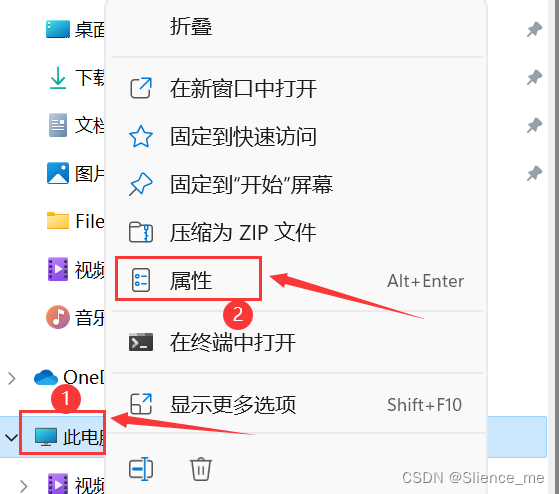 折叠
桌面
下载
在新窗口中打开
固定到快速访问
文档
图片
固定到“开始”屏幕
File
压缩为 ZIP 文件
视频
属性
Alt+Enter
2
音乐
在终端中打开
OneD
1
显示更多选项
Shift+F10
此电脑
视频
CSDN @Slience_me